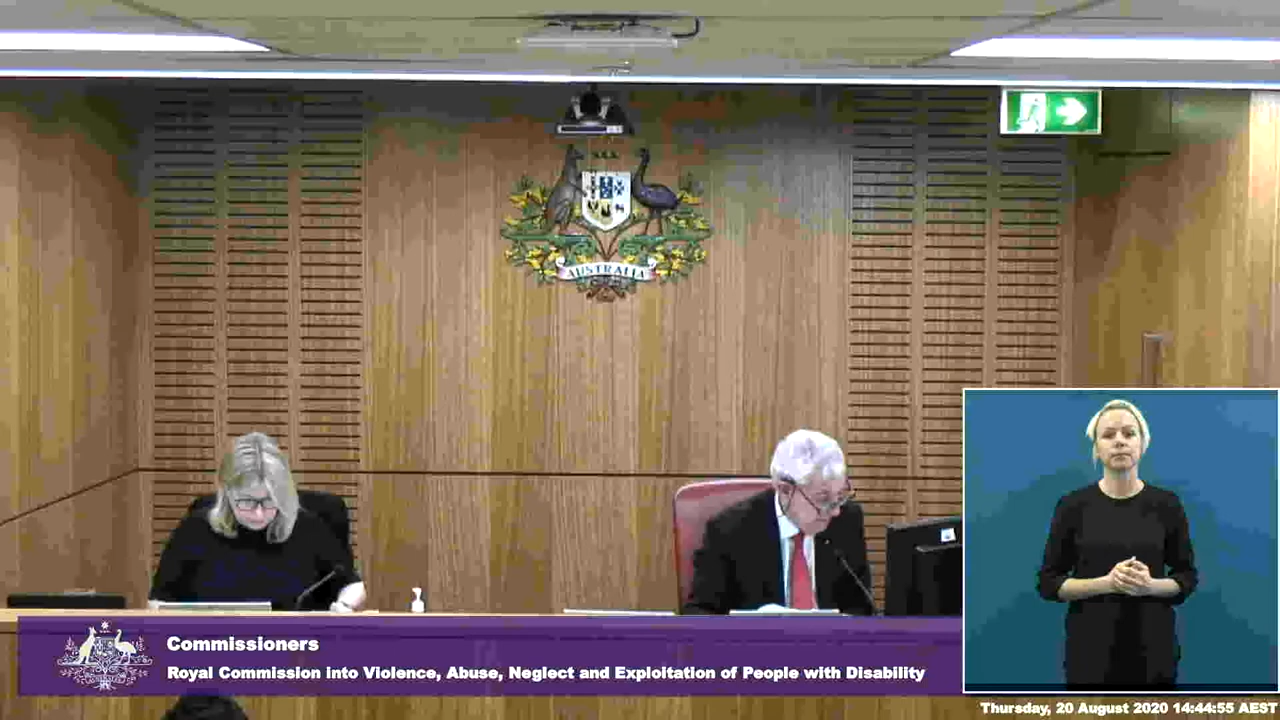 AUSTRALIA
Commissioners
Royal Commission into Violence, Abuse, Neglect and Exploitation of People with Disability
Thursday, 20 August 2020 14:44:55 AEST